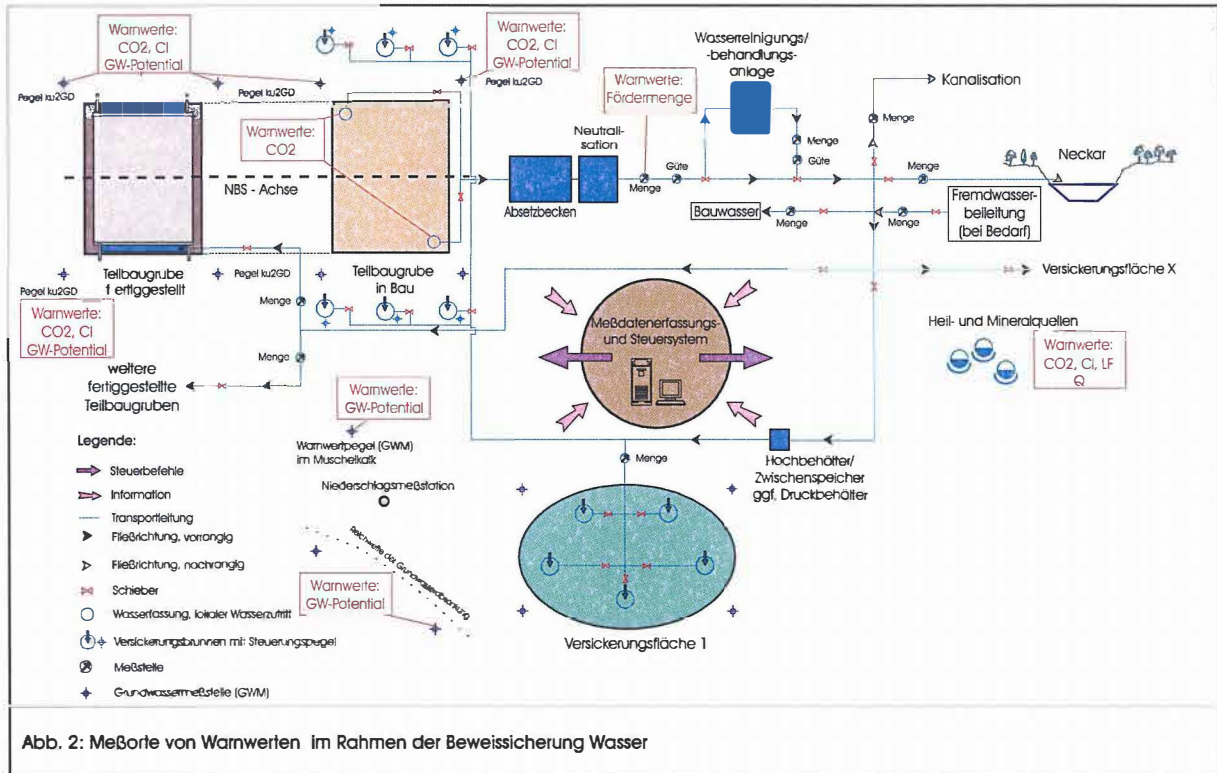 Warnwerte:
CO2, Cl
GW-Potential
Warnwerte:
CO2, Cl
GW-Potential
Pegel ku2GD
Pegel ku2GD
Pegel ku2GD
Warnwerte:
CO2
NBS - Achse
Teilbaugrube
fertiggestellt
Teilbaugrube
in Bau
Pegel ku2GD
Pegel ku2GD
Warnwerte:
CO2, Cl
GW-Potential
Menge
Menge
weitere
fertiggestellte
Teilbaugruben
Absetzbecken
Neutrali-
sation
Warnwerte:
Fördermenge
Menge
Güte
Wasserreinigungs/
-behandlungs-
anlage
Menge
Güte
Kanalisation
Menge
Menge
Neckar
Bauwasser
Menge
Menge
Fremdwasser-
beileitung
(bei Bedarf)
Versickerungsfläche X
Meßdatenerfassungs-
und Steuersystem
Heil- und Mineralquellen
Warnwerte:
CO2, Cl, LF
Q
Hochbehälter/
Zwischenspeicher
ggf. Druckbehälter
Menge
Versickerungsfläche 1
Warnwerte:
GW-Potential
Warnwertpegel (GWM)
im Muschelkalk
Niederschlagsmeßstation
Reichweite der Grundwasserabsenkung
Warnwerte:
GW-Potential
Legende:
Steuerbefehle
Information
Transportleitung
Fließrichtung, vorrangig
Fließrichtung, nachrangig
Schieber
Wasserfassung, lokaler Wasserzutritt
Versickerungsbrunnen mit Steuerungspegel
Meßstelle
Grundwassermeßstelle (GWM)
Abb. 2: Meßorte von Warnwerten im Rahmen der Beweissicherung Wasser